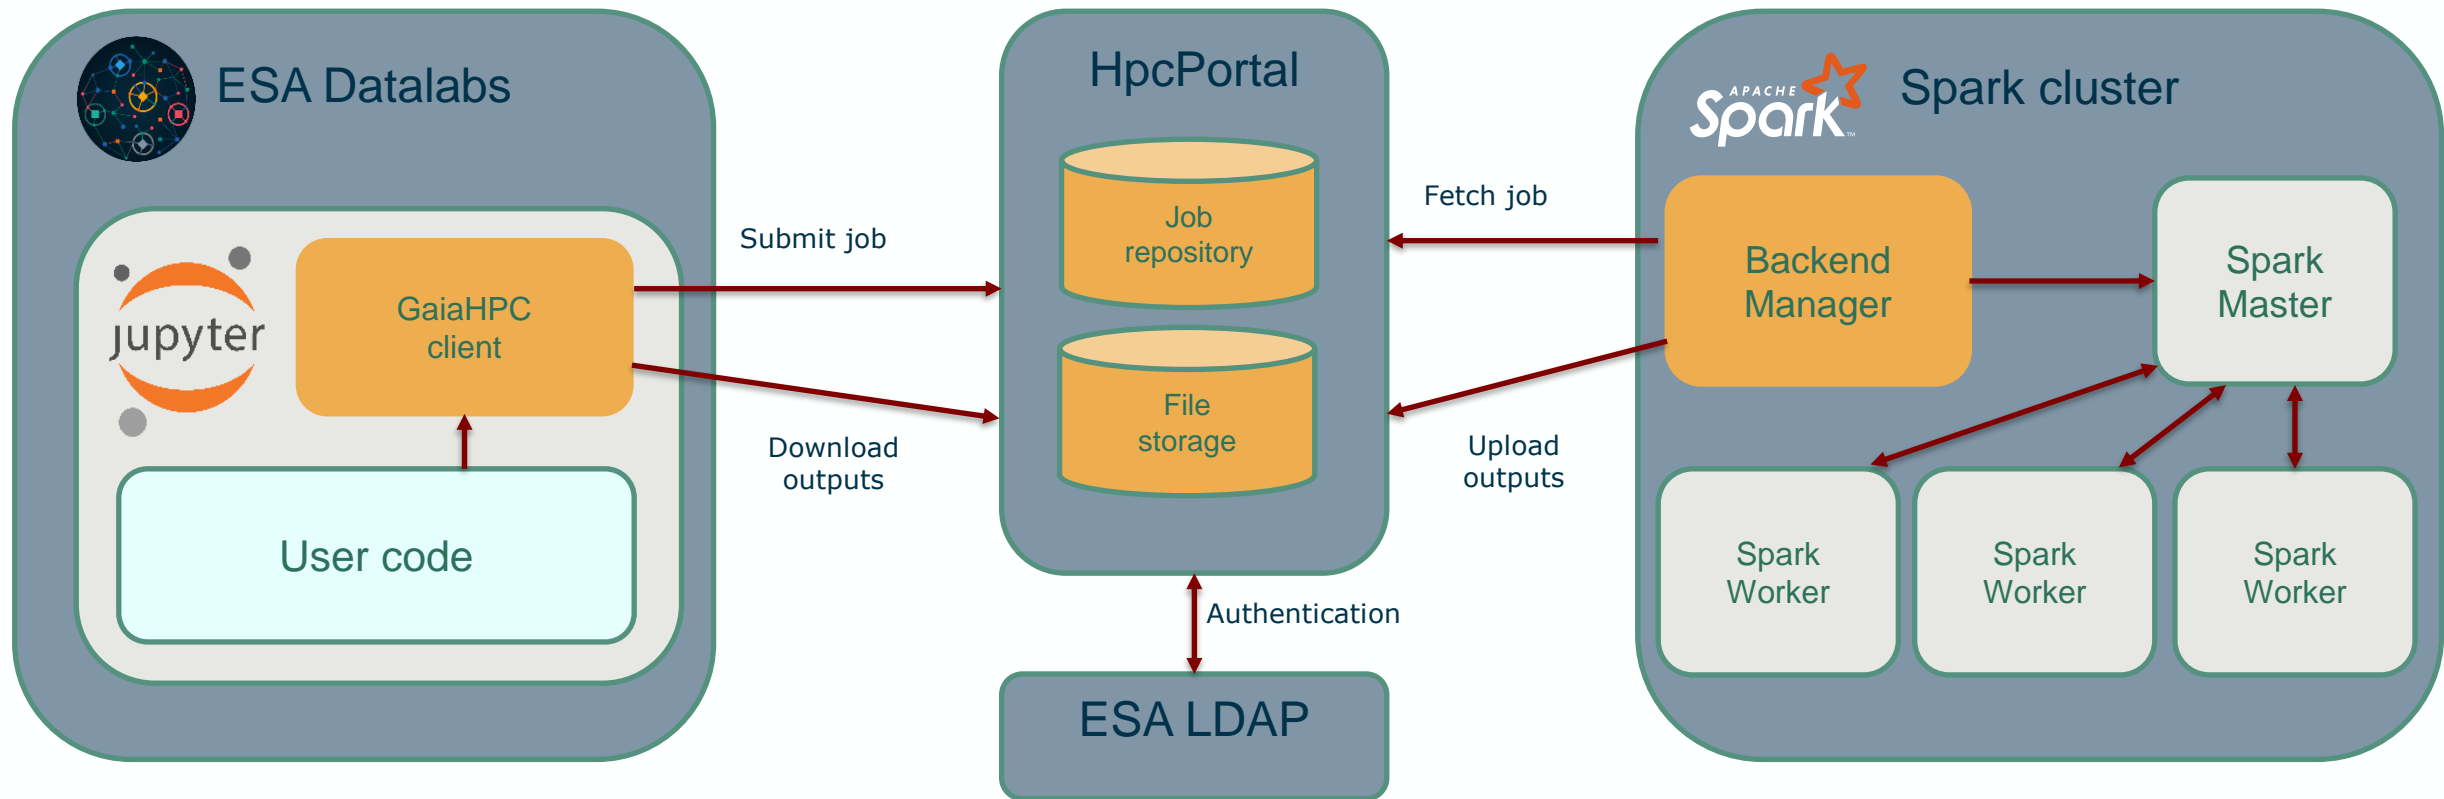 ESA Datalabs
jupyter
GaiaHPC
client
User code
Submit job
Download
outputs
HpcPortal
Job
repository
File
storage
Authentication
ESA LDAP
Fetch job
Upload
outputs
APACHE
Spark
TM
Spark cluster
Backend
Manager
Spark
Master
Spark
Worker
Spark
Worker
Spark
Worker